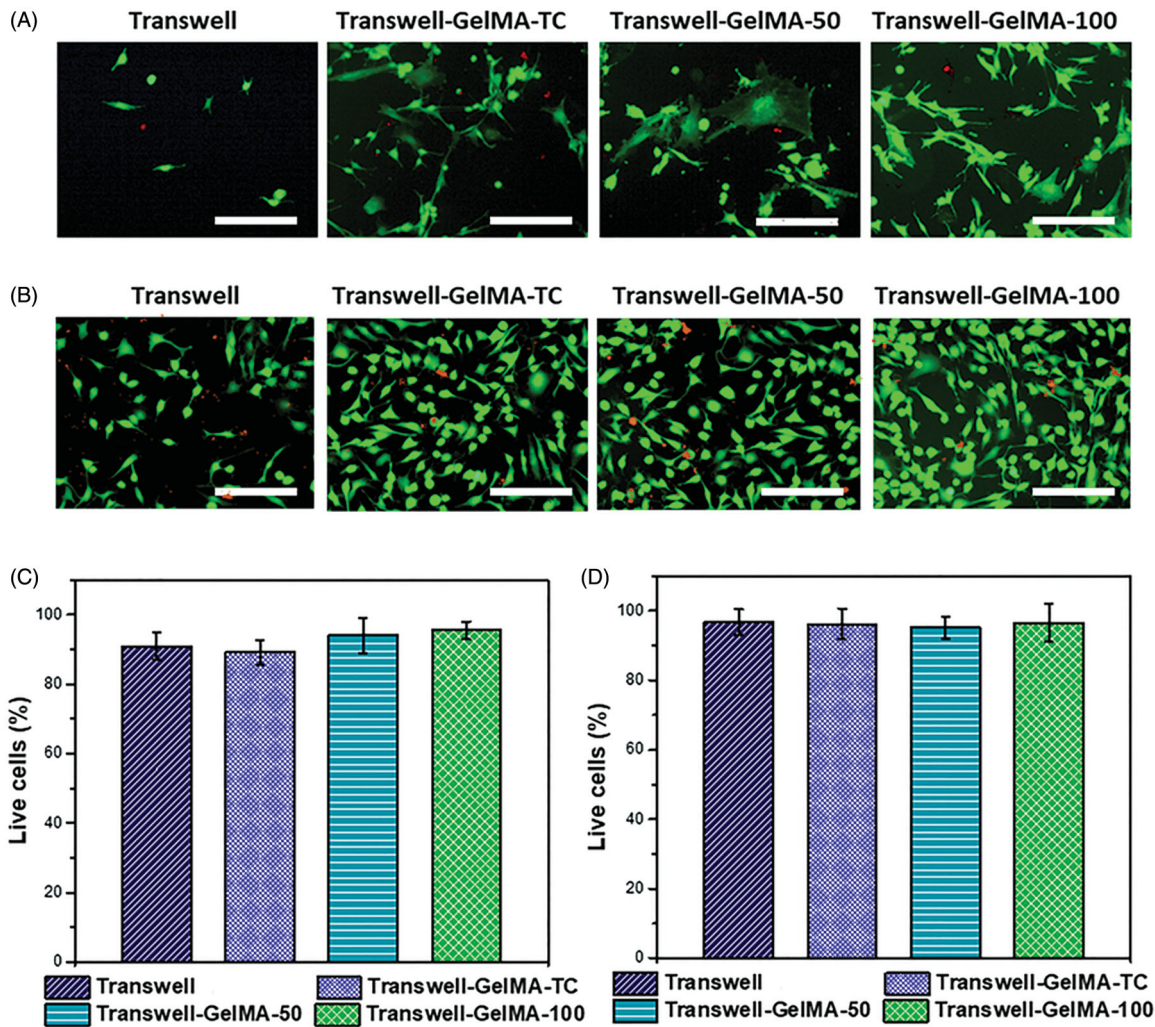 (A)
Transwell
Transwell-GelMA-TC
Transwell-GelMA-50
Transwell-GelMA-100
(B)
Transwell
Transwell-GelMA-TC
Transwell-GelMA-50
Transwell-GelMA-100
(C)
Live cells (%)
100
80
60
40
20
0
Transwell
Transwell-GelMA-TC
Transwell-GelMA-50
Transwell-GelMA-100
(D)
Live cells (%)
100
80
60
40
20
0
Transwell
Transwell-GelMA-TC
Transwell-GelMA-50
Transwell-GelMA-100